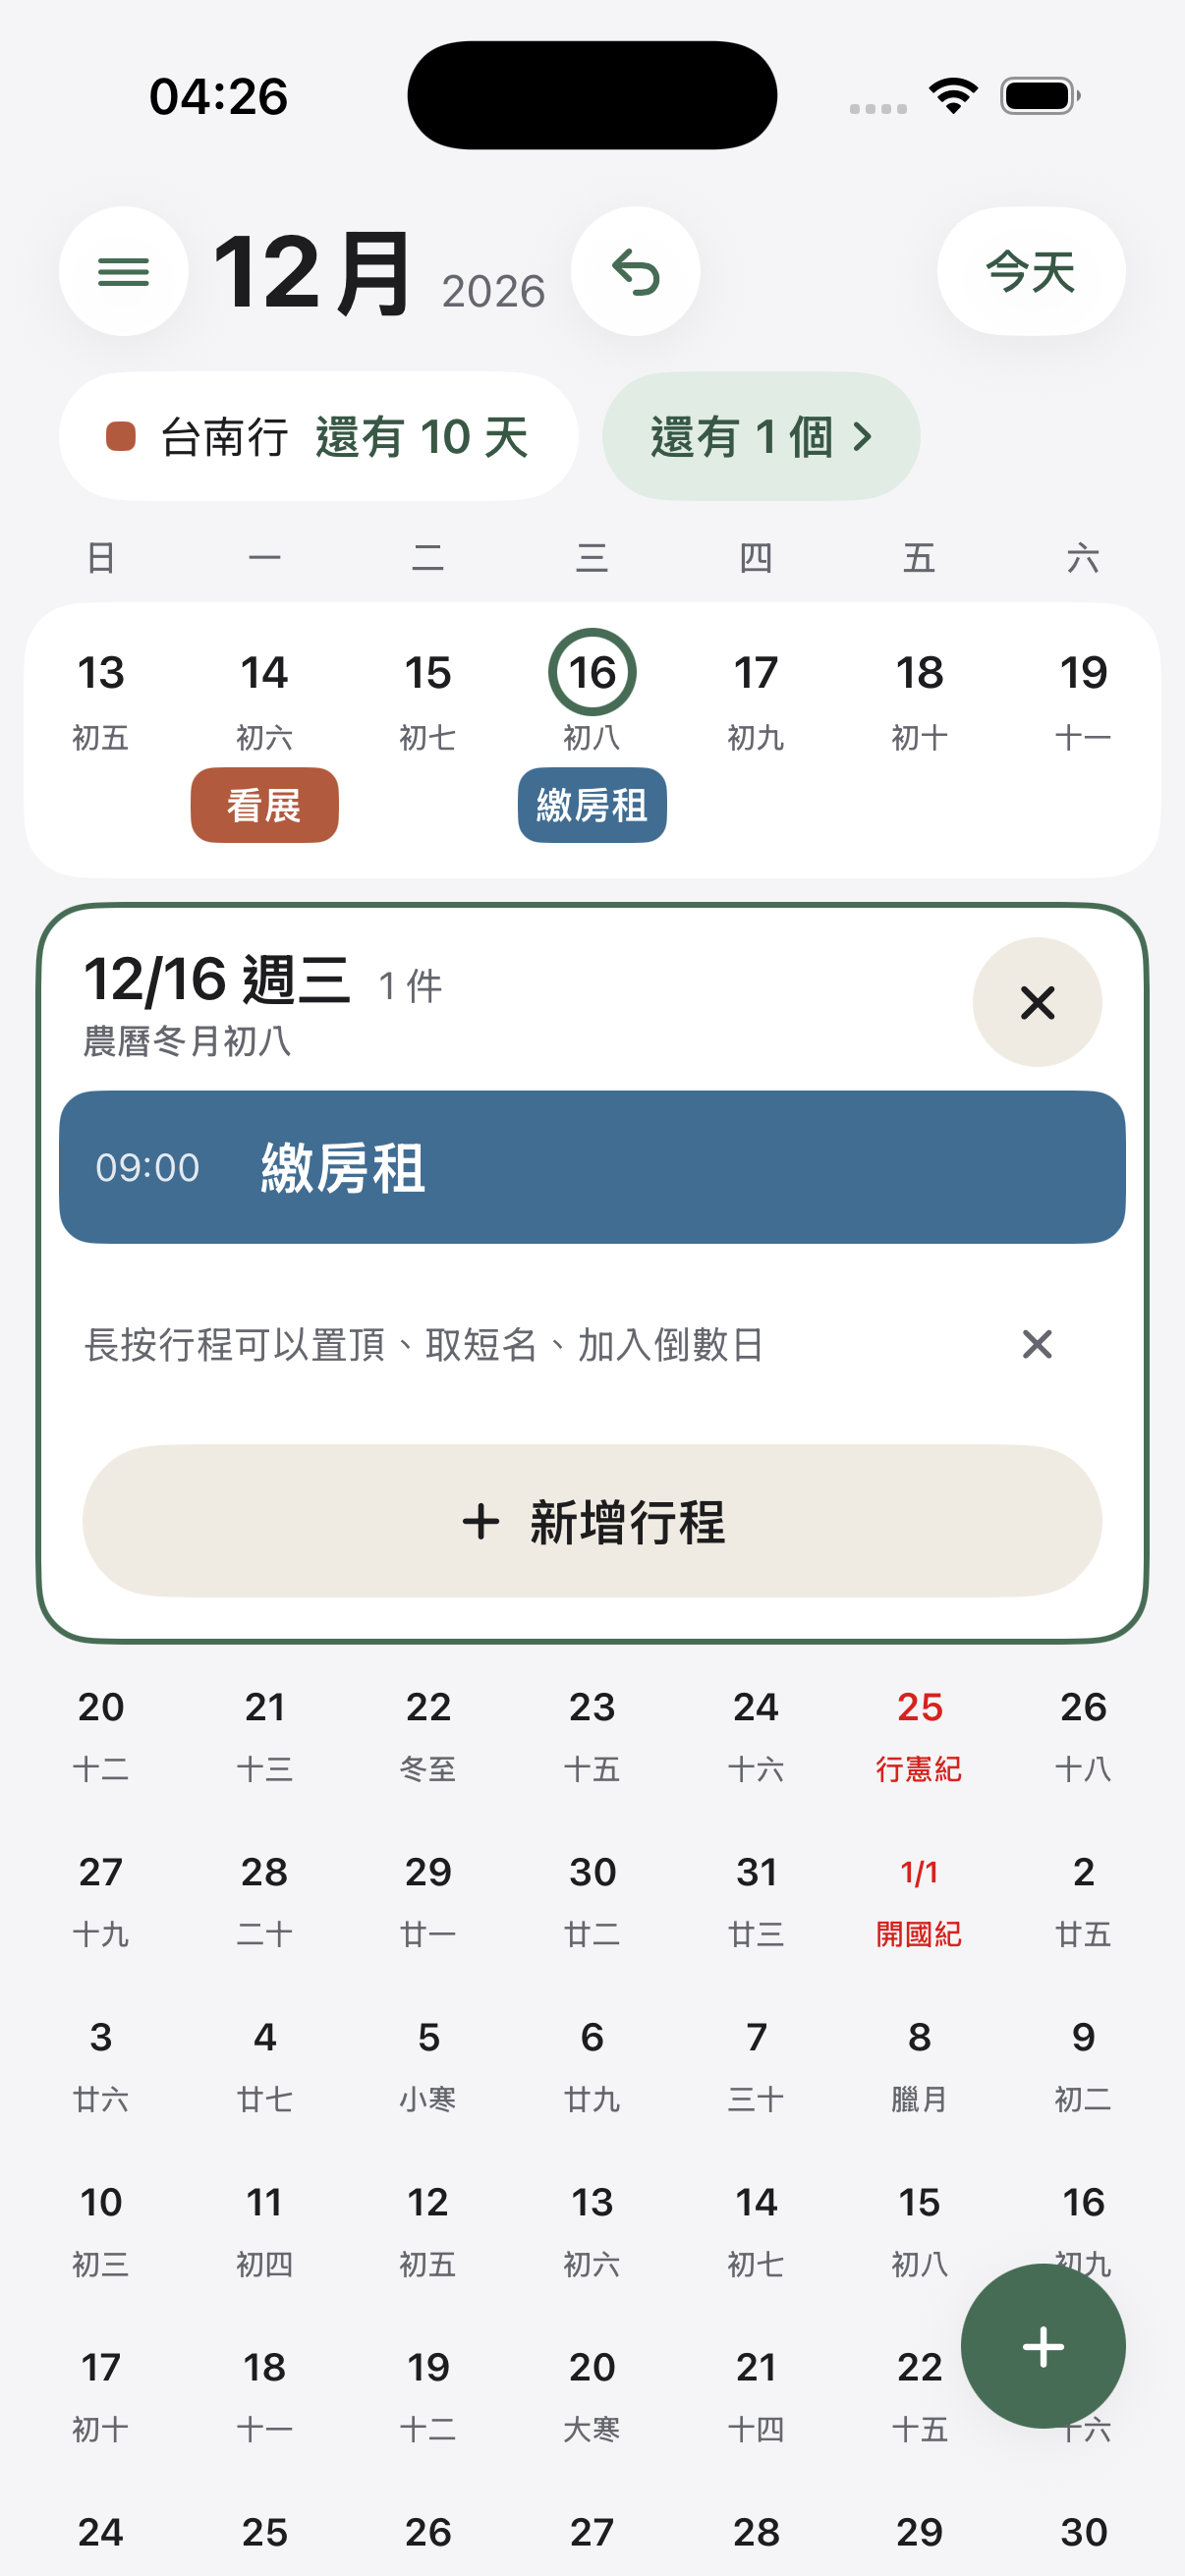 04:26
12月 2026 今天
台南行 還有 10 天 還有 1 個
日 一 二 三 四 五 六
13 14 15 16 17 18 19
初五 初六 初七 初八 初九 初十 十一
看展 繳房租
12/16 週三 1 件
農曆冬月初八
09:00 繳房租
長按行程可以置頂、取短名、加入倒數日
新增行程
20 21 22 23 24 25 26
十二 十三 冬至 十五 十六 行憲紀 十八
27 28 29 30 31 1/1 2
十九 二十 廿一 廿二 廿三 開國紀 廿五
3 4 5 6 7 8 9
廿六 廿七 小寒 廿九 三十 臘月 初二
10 11 12 13 14 15 16
初三 初四 初五 初六 初七 初八 初九
17 18 19 20 21 22
初十 十一 十二 大寒 十四 十五 十六
24 25 26 27 28 29 30